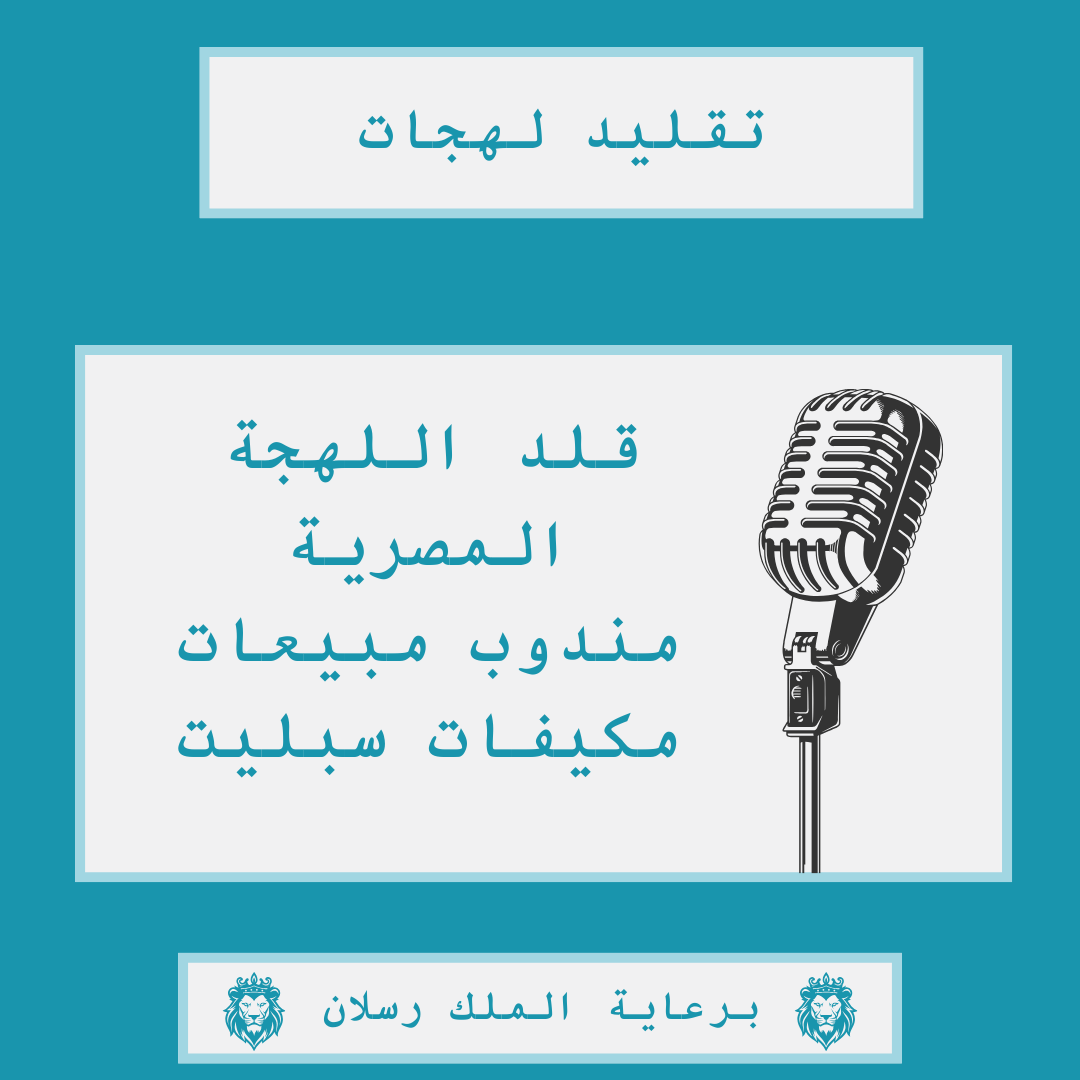 تقليد لهجات
قلد اللهجة
المصرية
مندوب مبيعات
مكيفات سبليت
برعاية الملك رسلان